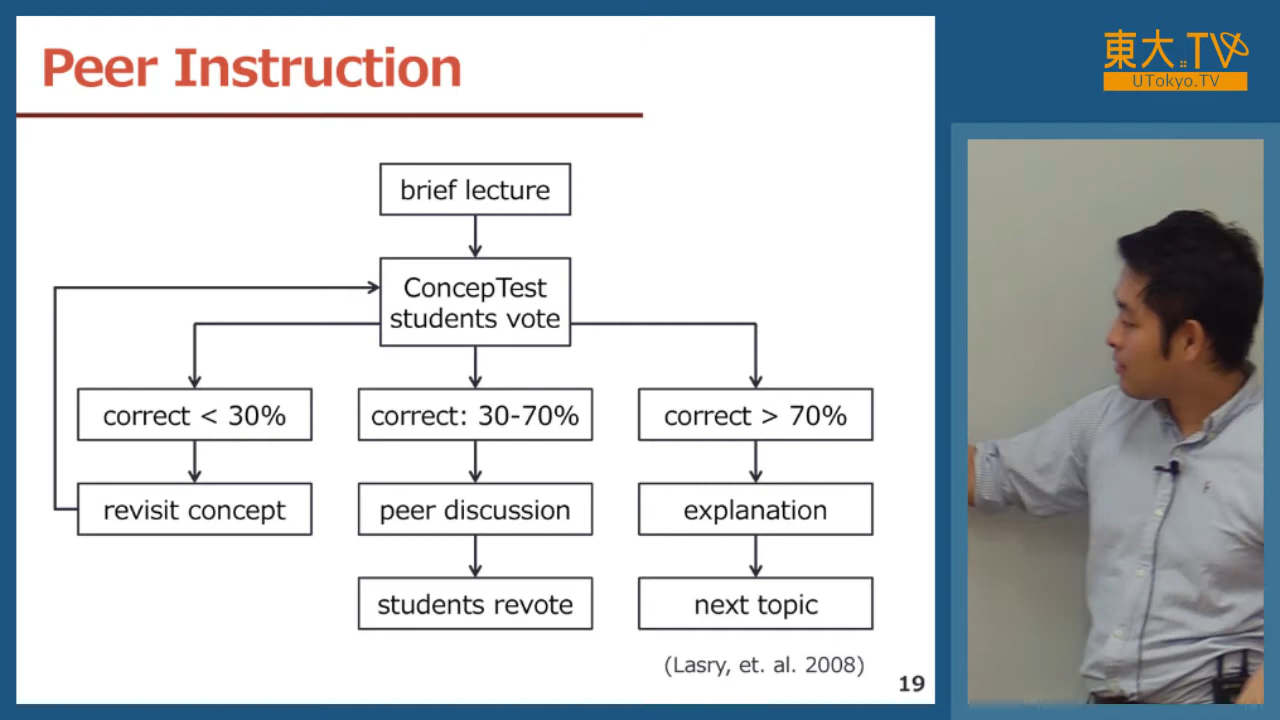 Peer Instruction
東大.TV
UTokyo.TV
brief lecture
ConcepTest
students vote
correct < 30%
correct: 30-70%
correct > 70%
revisit concept
peer discussion
explanation
students revote
next topic
(Lasry, et. al. 2008)
19